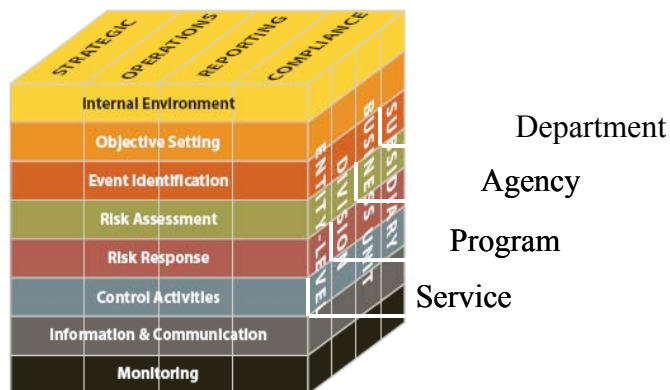 STRATEGIC
OPERATIONS
REPORTING
COMPLIANCE
Internal Environment
Objective Setting
Event Identification
Risk Assessment
Risk Response
Control Activities
Information & Communication
Monitoring
ENTITY-LEVEL
DIVISION
BUSINESS UNIT
SUBSIDIARY
Department
Agency
Program
Service